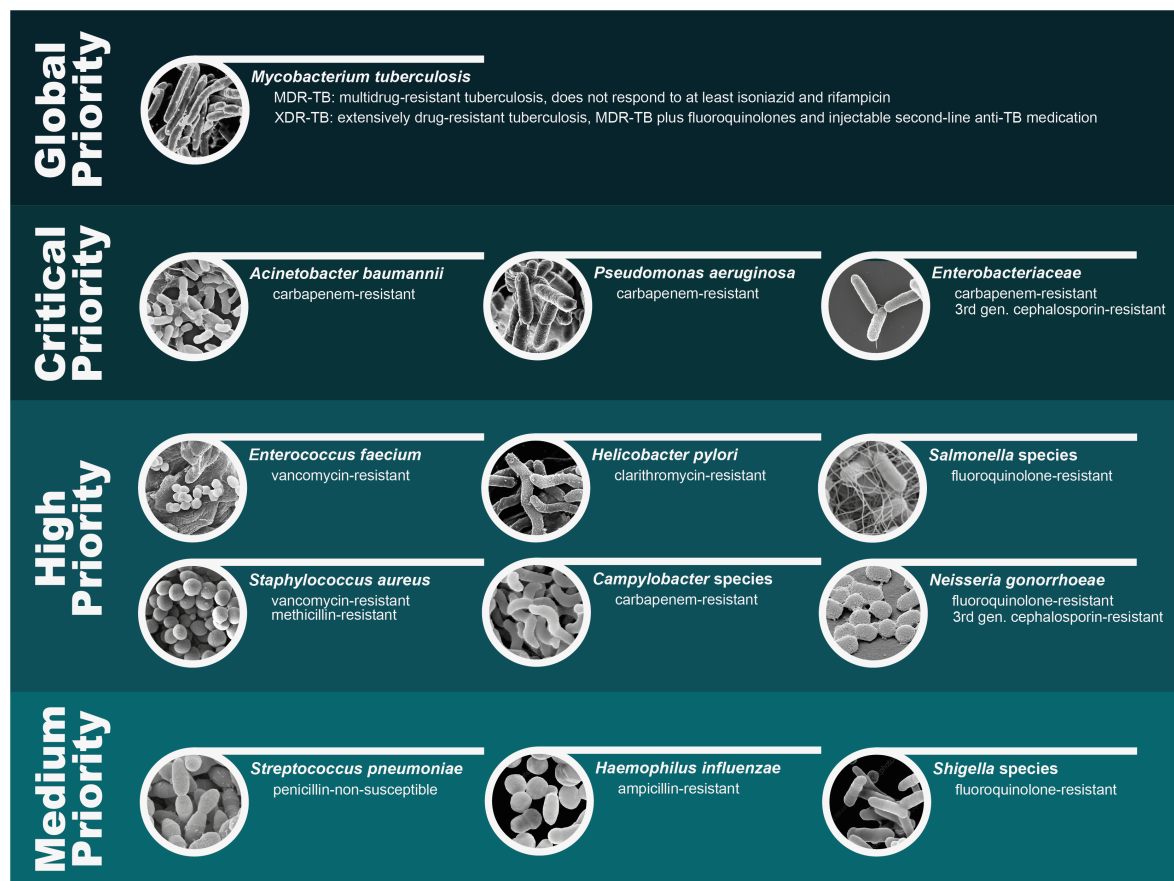 Global
Priority
Mycobacterium tuberculosis
MDR-TB: multidrug-resistant tuberculosis, does not respond to at least isoniazid and rifampicin
XDR-TB: extensively drug-resistant tuberculosis, MDR-TB plus fluoroquinolones and injectable second-line anti-TB medication
Critical
Priority
Acinetobacter baumannii
carbapenem-resistant
Pseudomonas aeruginosa
carbapenem-resistant
Enterobacteriaceae
carbapenem-resistant
3rd gen. cephalosporin-resistant
High
Priority
Enterococcus faecium
vancomycin-resistant
Helicobacter pylori
clarithromycin-resistant
Salmonella species
fluoroquinolone-resistant
Staphylococcus aureus
vancomycin-resistant
methicillin-resistant
Campylobacter species
carbapenem-resistant
Neisseria gonorrhoeae
fluoroquinolone-resistant
3rd gen. cephalosporin-resistant
Medium
Priority
Streptococcus pneumoniae
penicillin-non-susceptible
Haemophilus influenzae
ampicillin-resistant
Shigella species
fluoroquinolone-resistant